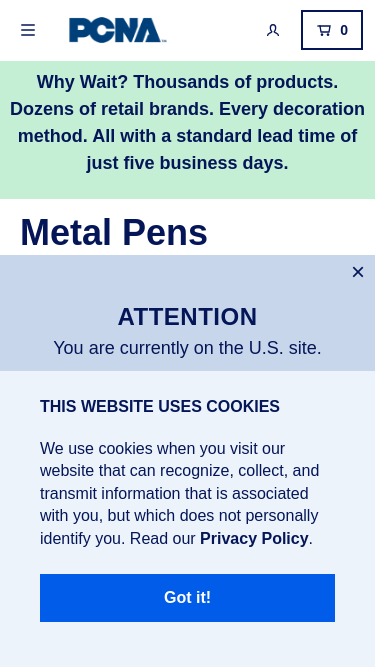 PCNA
0
Why Wait? Thousands of products.
Dozens of retail brands. Every decoration
method. All with a standard lead time of
just five business days.
Metal Pens
ATTENTION
You are currently on the U.S. site.
THIS WEBSITE USES COOKIES
We use cookies when you visit our
website that can recognize, collect, and
transmit information that is associated
with you, but which does not personally
identify you. Read our Privacy Policy.
Got it!